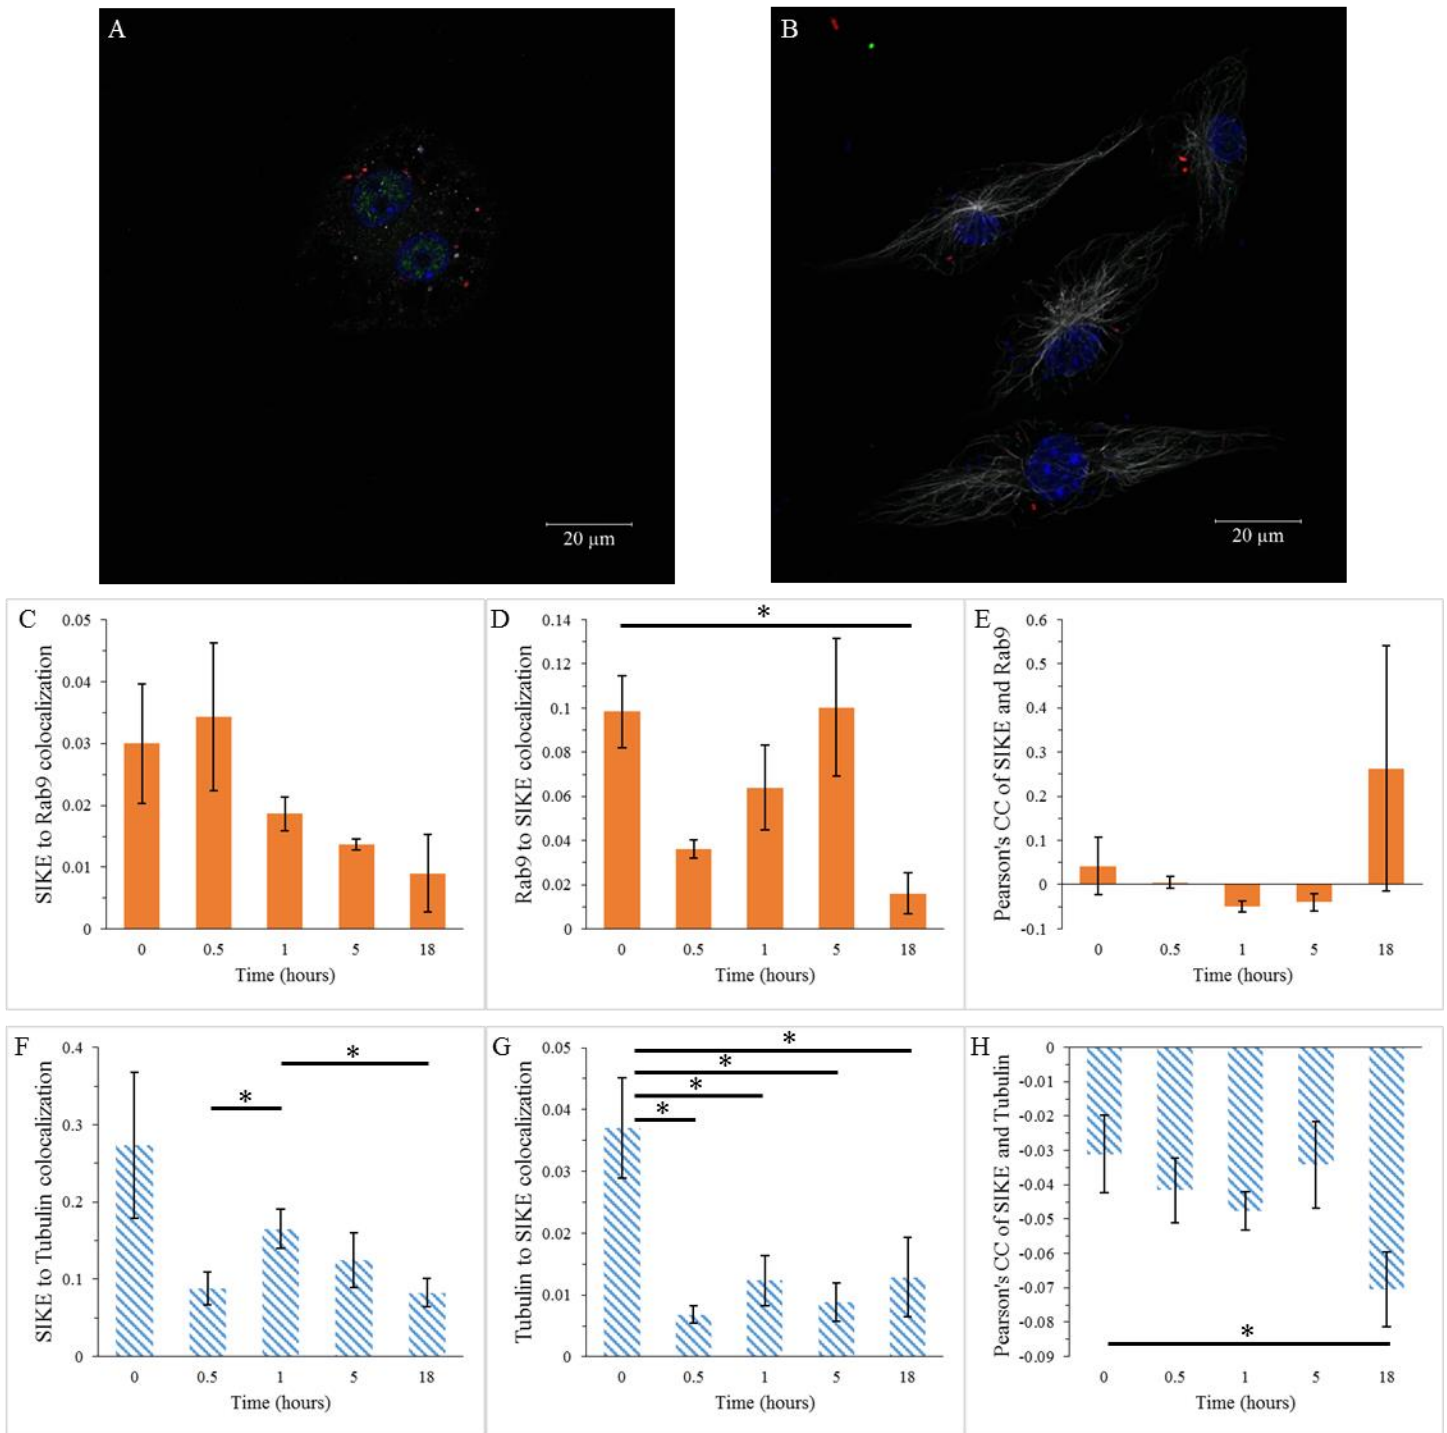 A
B
20 μm
20 μm
C
SIKE to Rab9 colocalization
0.05
0.04
0.03
0.02
0.01
0
0 0.5 1 5 18
Time (hours)
D
Rab9 to SIKE colocalization
0.14
0.12
0.1
0.08
0.06
0.04
0.02
0
*
0 0.5 1 5 18
Time (hours)
E
Pearson's CC of SIKE and Rab9
0.6
0.5
0.4
0.3
0.2
0.1
0
-0.1
0 0.5 1 5 18
Time (hours)
F
SIKE to Tubulin colocalization
0.4
0.3
0.2
0.1
0
*
*
0 0.5 1 5 18
Time (hours)
G
Tubulin to SIKE colocalization
0.05
0.04
0.03
0.02
0.01
0
*
*
*
*
0 0.5 1 5 18
Time (hours)
H
Pearson's CC of SIKE and Tubulin
0
-0.01
-0.02
-0.03
-0.04
-0.05
-0.06
-0.07
-0.08
-0.09
*
0 0.5 1 5 18
Time (hours)